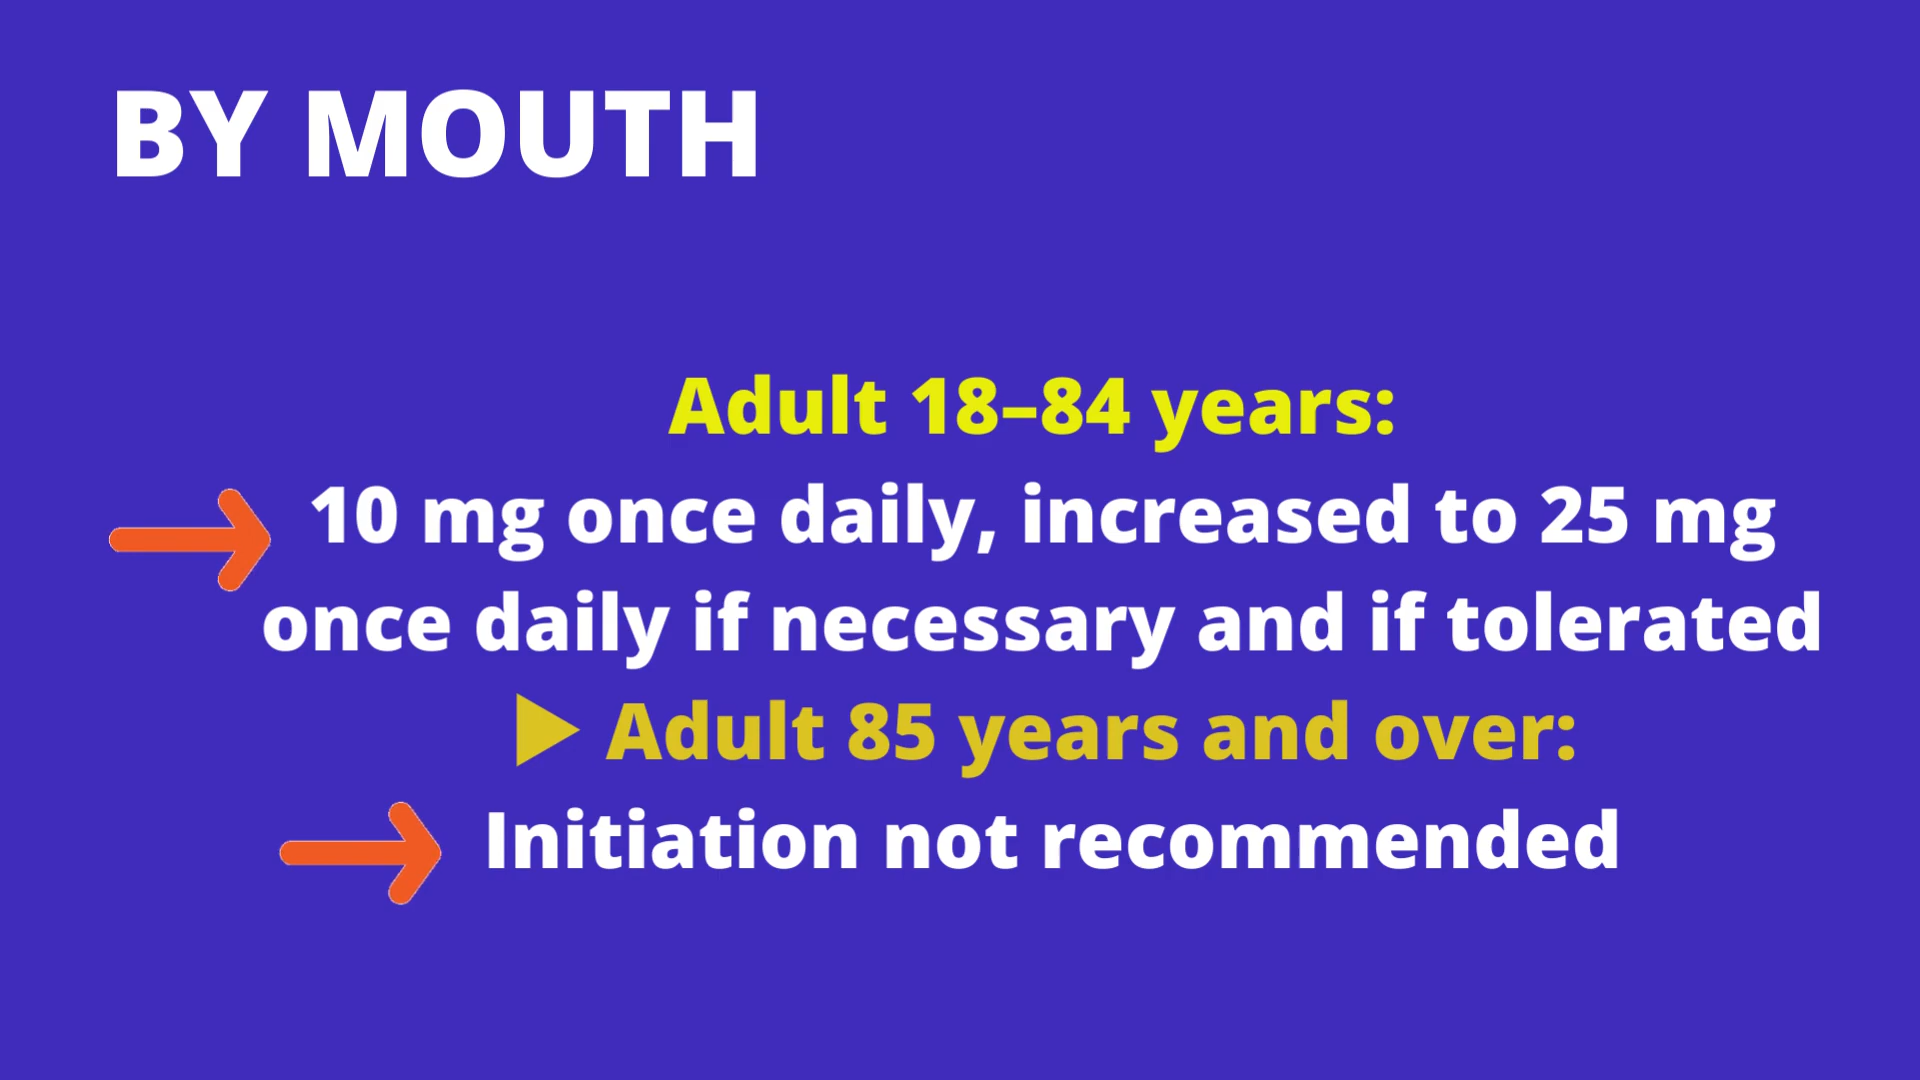 BY MOUTH
Adult 18–84 years:
10 mg once daily, increased to 25 mg
once daily if necessary and if tolerated
▶ Adult 85 years and over:
Initiation not recommended